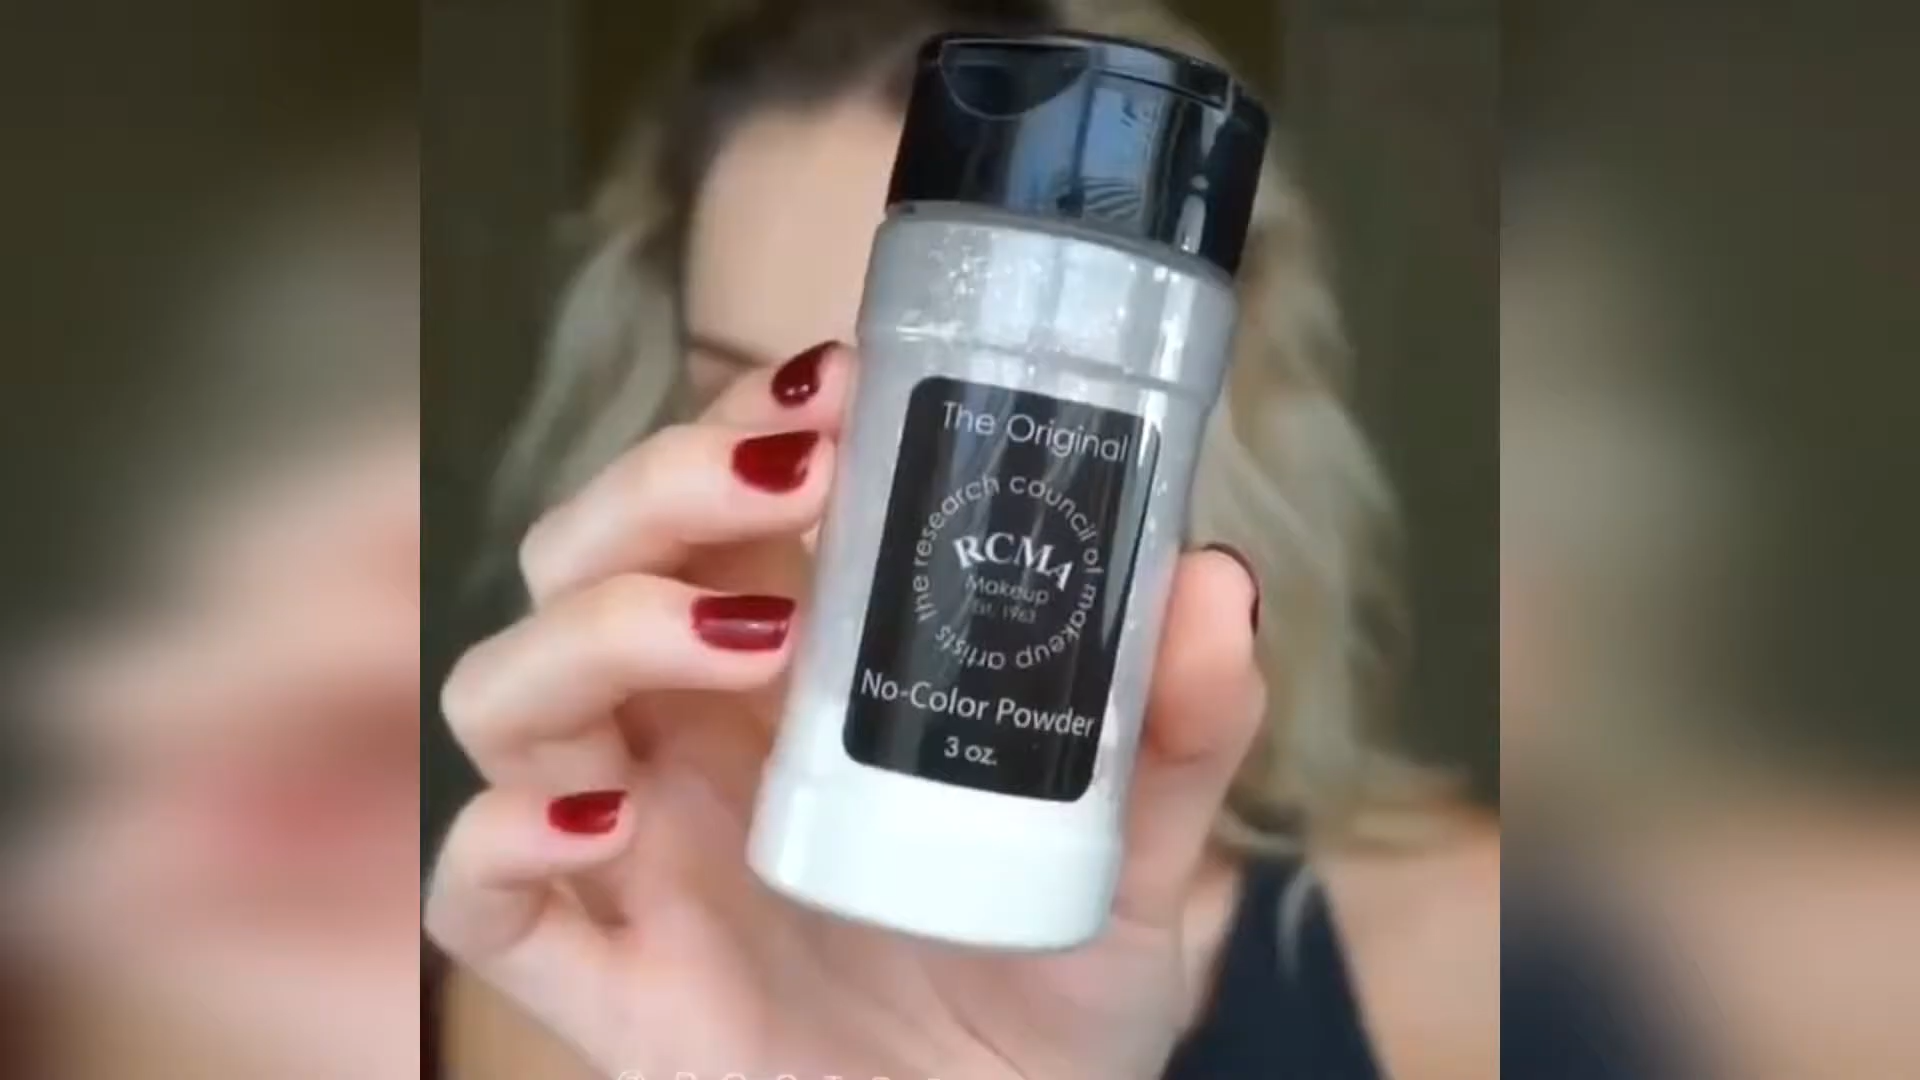 The Original
the research council of makeup artists
RCMA
Makeup
Est. 1963
No-Color Powder
3 oz.